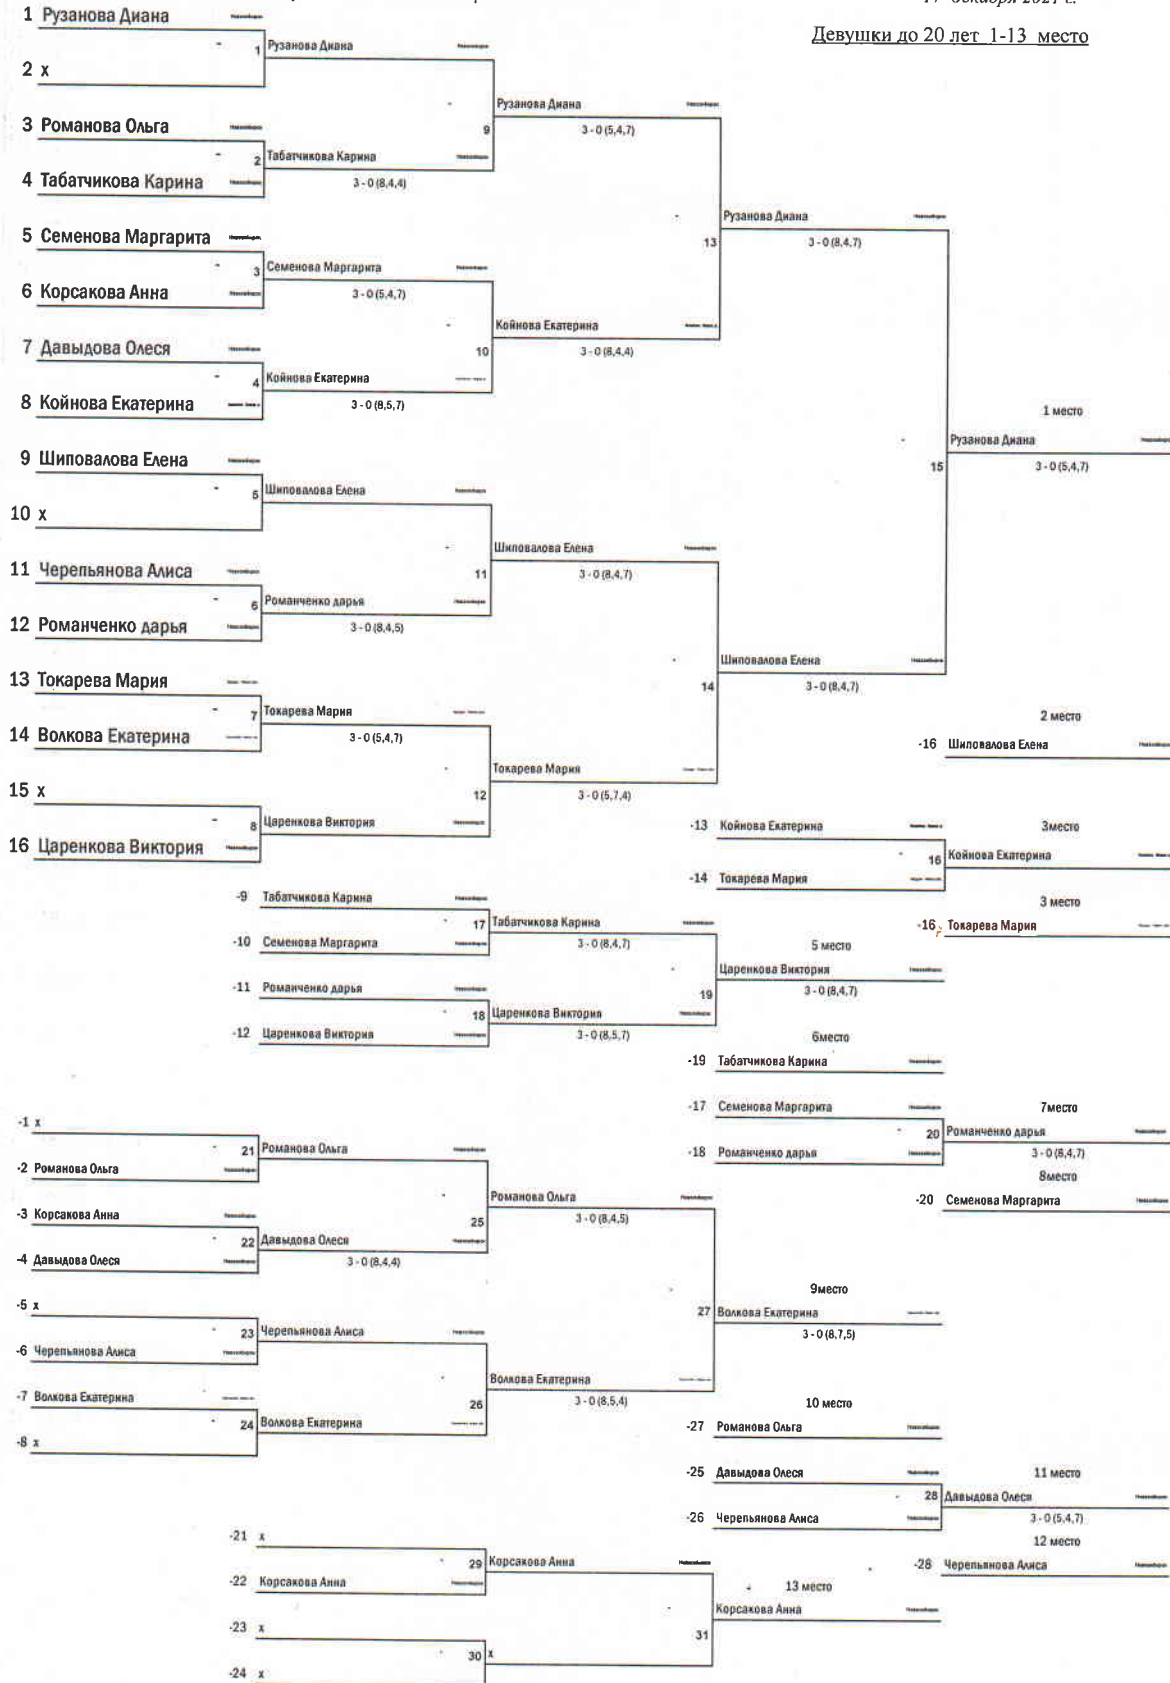 Девушки до 20 лет 1-13 место
1 Рузанова Диана
2 х
3 Романова Ольга
4 Табатчикова Карина
5 Семенова Маргарита
6 Корсакова Анна
7 Давыдова Олеся
8 Койнова Екатерина
9 Шиповалова Елена
10 х
11 Черепьянова Алиса
12 Романченко дарья
13 Токарева Мария
14 Волкова Екатерина
15 х
16 Царенкова Виктория
1 Рузанова Диана
2 Табатчикова Карина
3 - 0 (8,4,4)
3 Семенова Маргарита
3 - 0 (5,4,7)
4 Койнова Екатерина
3 - 0 (8,5,7)
5 Шиповалова Елена
6 Романченко дарья
3 - 0 (8,4,5)
7 Токарева Мария
3 - 0 (5,4,7)
8 Царенкова Виктория
9 Рузанова Диана
3 - 0 (5,4,7)
10 Койнова Екатерина
3 - 0 (8,4,4)
11 Шиповалова Елена
3 - 0 (8,4,7)
12 Токарева Мария
3 - 0 (5,7,4)
13 Рузанова Диана
3 - 0 (8,4,7)
14 Шиповалова Елена
3 - 0 (8,4,7)
1 место
15 Рузанова Диана
3 - 0 (5,4,7)
2 место
-16 Шиповалова Елена
-13 Койнова Екатерина
-14 Токарева Мария
3место
16 Койнова Екатерина
3 место
-16 Токарева Мария
-9 Табатчикова Карина
-10 Семенова Маргарита
-11 Романченко дарья
-12 Царенкова Виктория
17 Табатчикова Карина
3 - 0 (8,4,7)
18 Царенкова Виктория
3 - 0 (8,5,7)
5 место
19 Царенкова Виктория
3 - 0 (8,4,7)
6место
-19 Табатчикова Карина
-17 Семенова Маргарита
-18 Романченко дарья
7место
20 Романченко дарья
3 - 0 (8,4,7)
8место
-20 Семенова Маргарита
-1 х
-2 Романова Ольга
-3 Корсакова Анна
-4 Давыдова Олеся
-5 х
-6 Черепьянова Алиса
-7 Волкова Екатерина
-8 х
21 Романова Ольга
22 Давыдова Олеся
3 - 0 (8,4,4)
23 Черепьянова Алиса
24 Волкова Екатерина
25 Романова Ольга
3 - 0 (8,4,5)
26 Волкова Екатерина
3 - 0 (8,5,4)
9место
27 Волкова Екатерина
3 - 0 (8,7,5)
10 место
-27 Романова Ольга
-25 Давыдова Олеся
-26 Черепьянова Алиса
11 место
28 Давыдова Олеся
3 - 0 (5,4,7)
12 место
-28 Черепьянова Алиса
-21 х
-22 Корсакова Анна
-23 х
-24 х
29 Корсакова Анна
30 х
13 место
31 Корсакова Анна